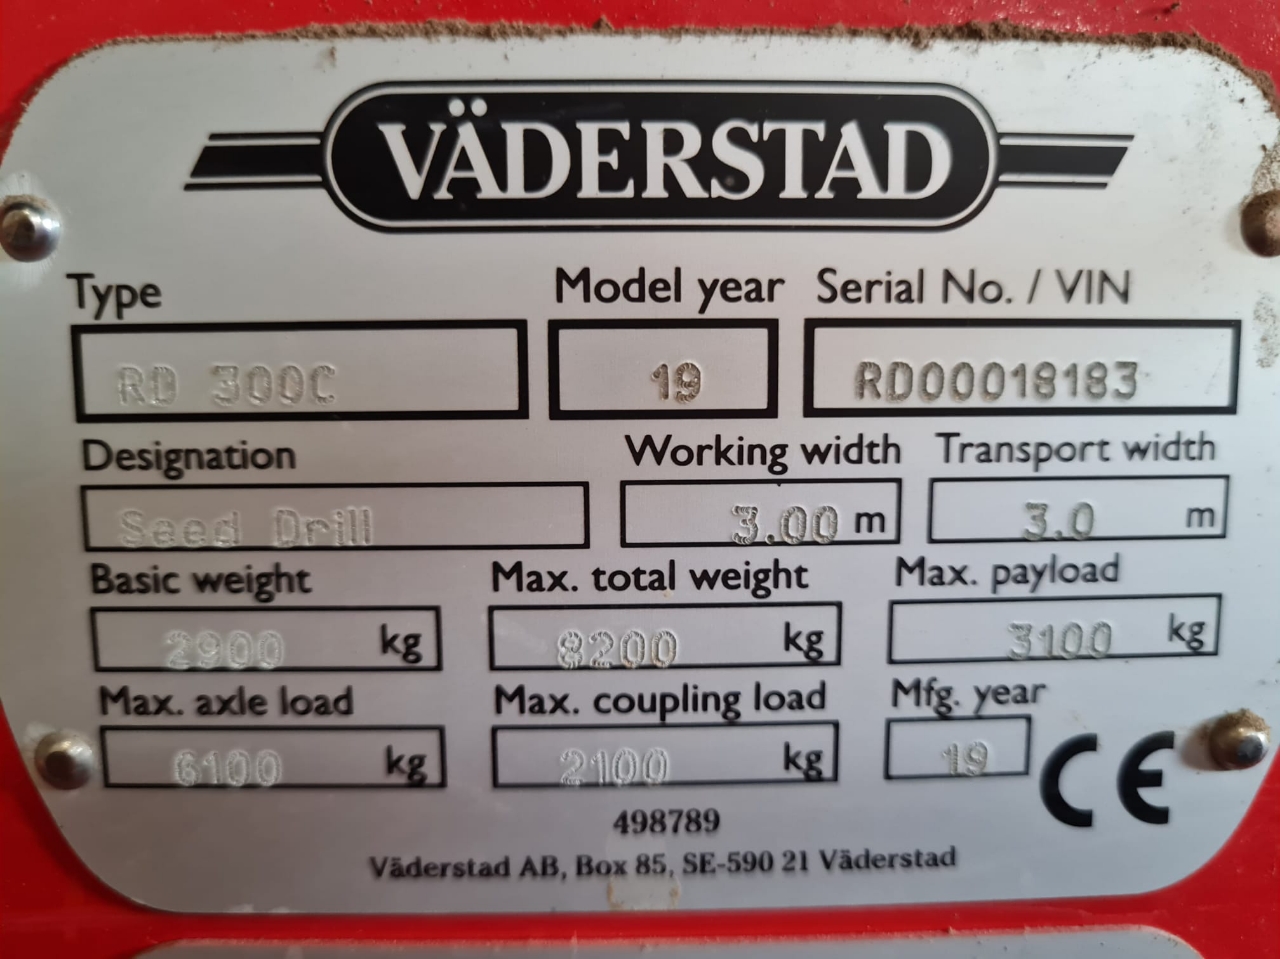 VÄDERSTAD
Type Model year Serial No. / VIN
RD 300C 19 RD00018183
Designation Working width Transport width
Seed Drill 3.00 m 3.0 m
Basic weight Max. total weight Max. payload
2900 kg 8200 kg 3100 kg
Max. axle load Max. coupling load Mfg. year
6100 kg 2100 kg 19 CE
498789
Väderstad AB, Box 85, SE-590 21 Väderstad